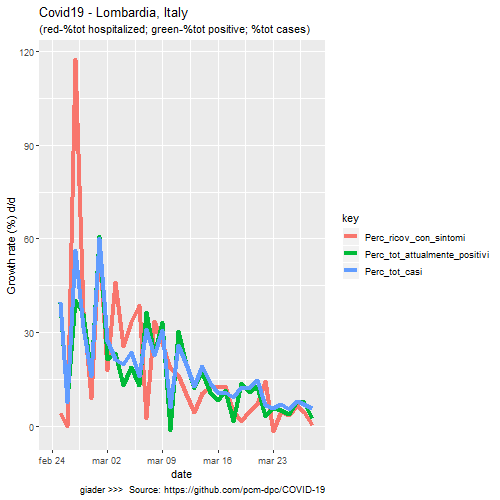 Covid19 - Lombardia, Italy
(red-%tot hospitalized; green-%tot positive; %tot cases)
120
90
60
30
0
Growth rate (%) d/d
feb 24
mar 02
mar 09
mar 16
mar 23
date
key
Perc_ricov_con_sintomi
Perc_tot_attualmente_positivi
Perc_tot_casi
giader >>> Source: https://github.com/pcm-dpc/COVID-19